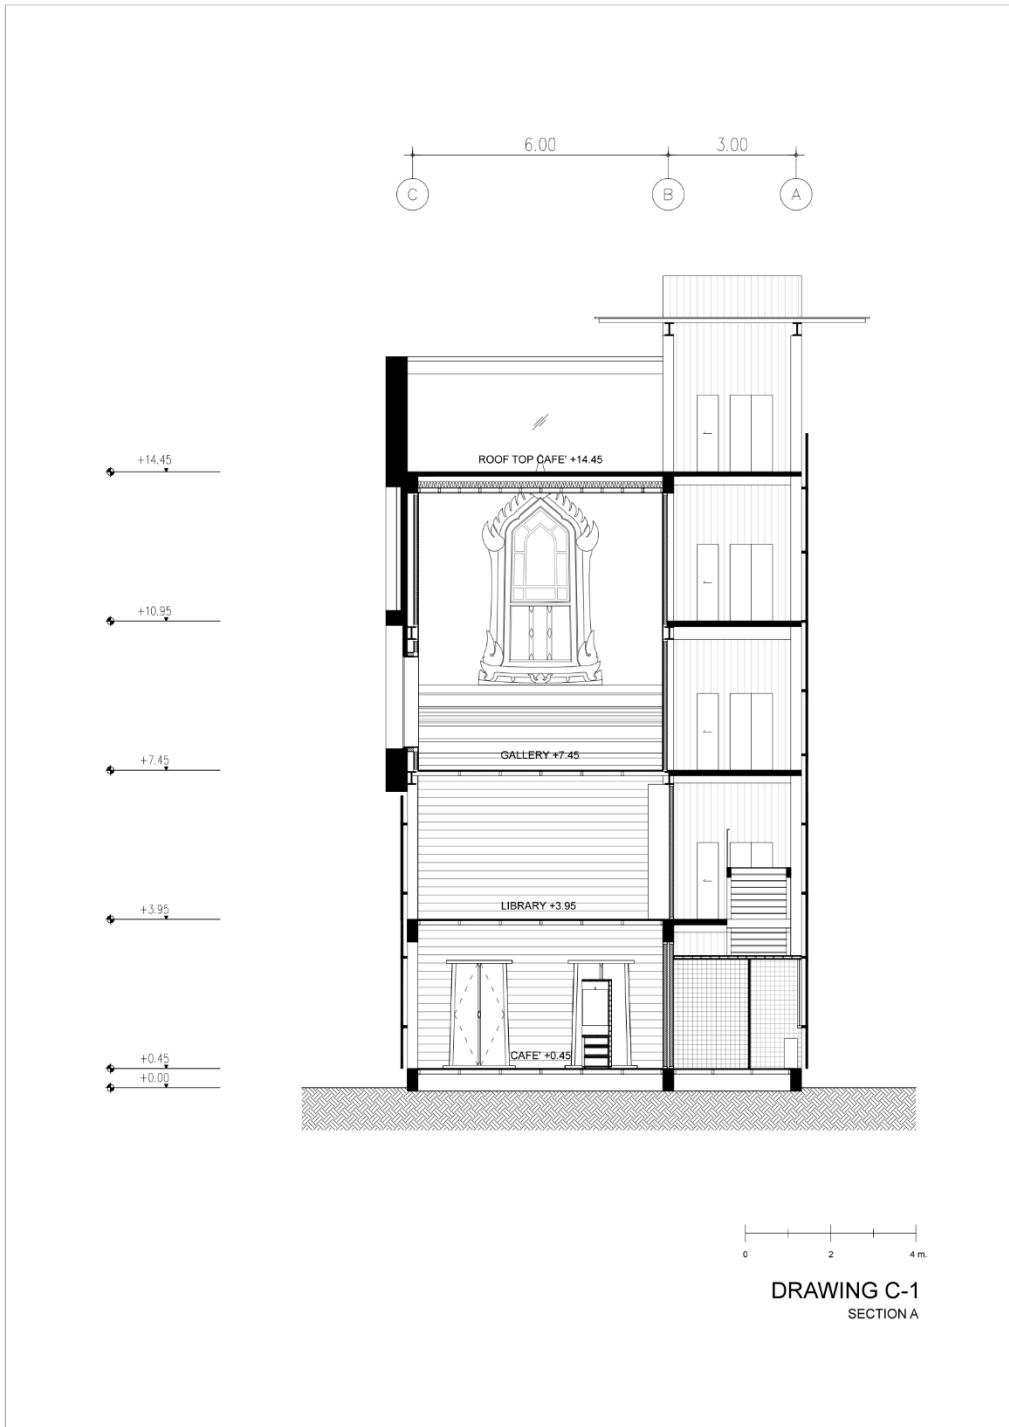 6.00 3.00
C B A
+14.45
ROOF TOP CAFE' +14.45
+10.95
+7.45
GALLERY +7.45
+3.95
LIBRARY +3.95
+0.45
CAFE' +0.45
+0.00
0 2 4 m.
DRAWING C-1
SECTION A